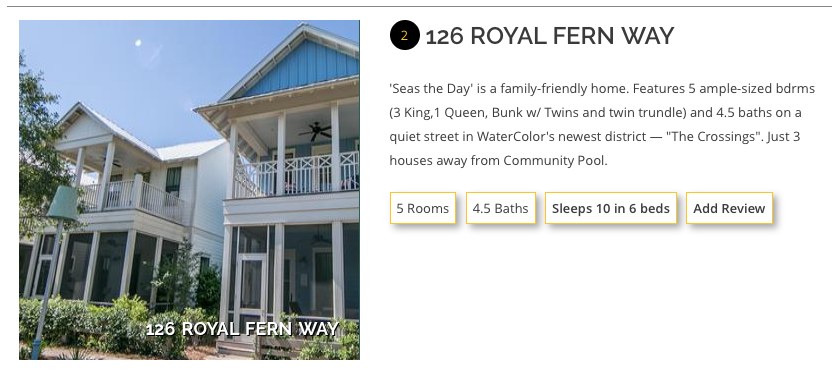 2 126 ROYAL FERN WAY
'Seas the Day' is a family-friendly home. Features 5 ample-sized bdrms
(3 King,1 Queen, Bunk w/ Twins and twin trundle) and 4.5 baths on a
quiet street in WaterColor's newest district — "The Crossings". Just 3
houses away from Community Pool.
5 Rooms 4.5 Baths Sleeps 10 in 6 beds Add Review
126 ROYAL FERN WAY